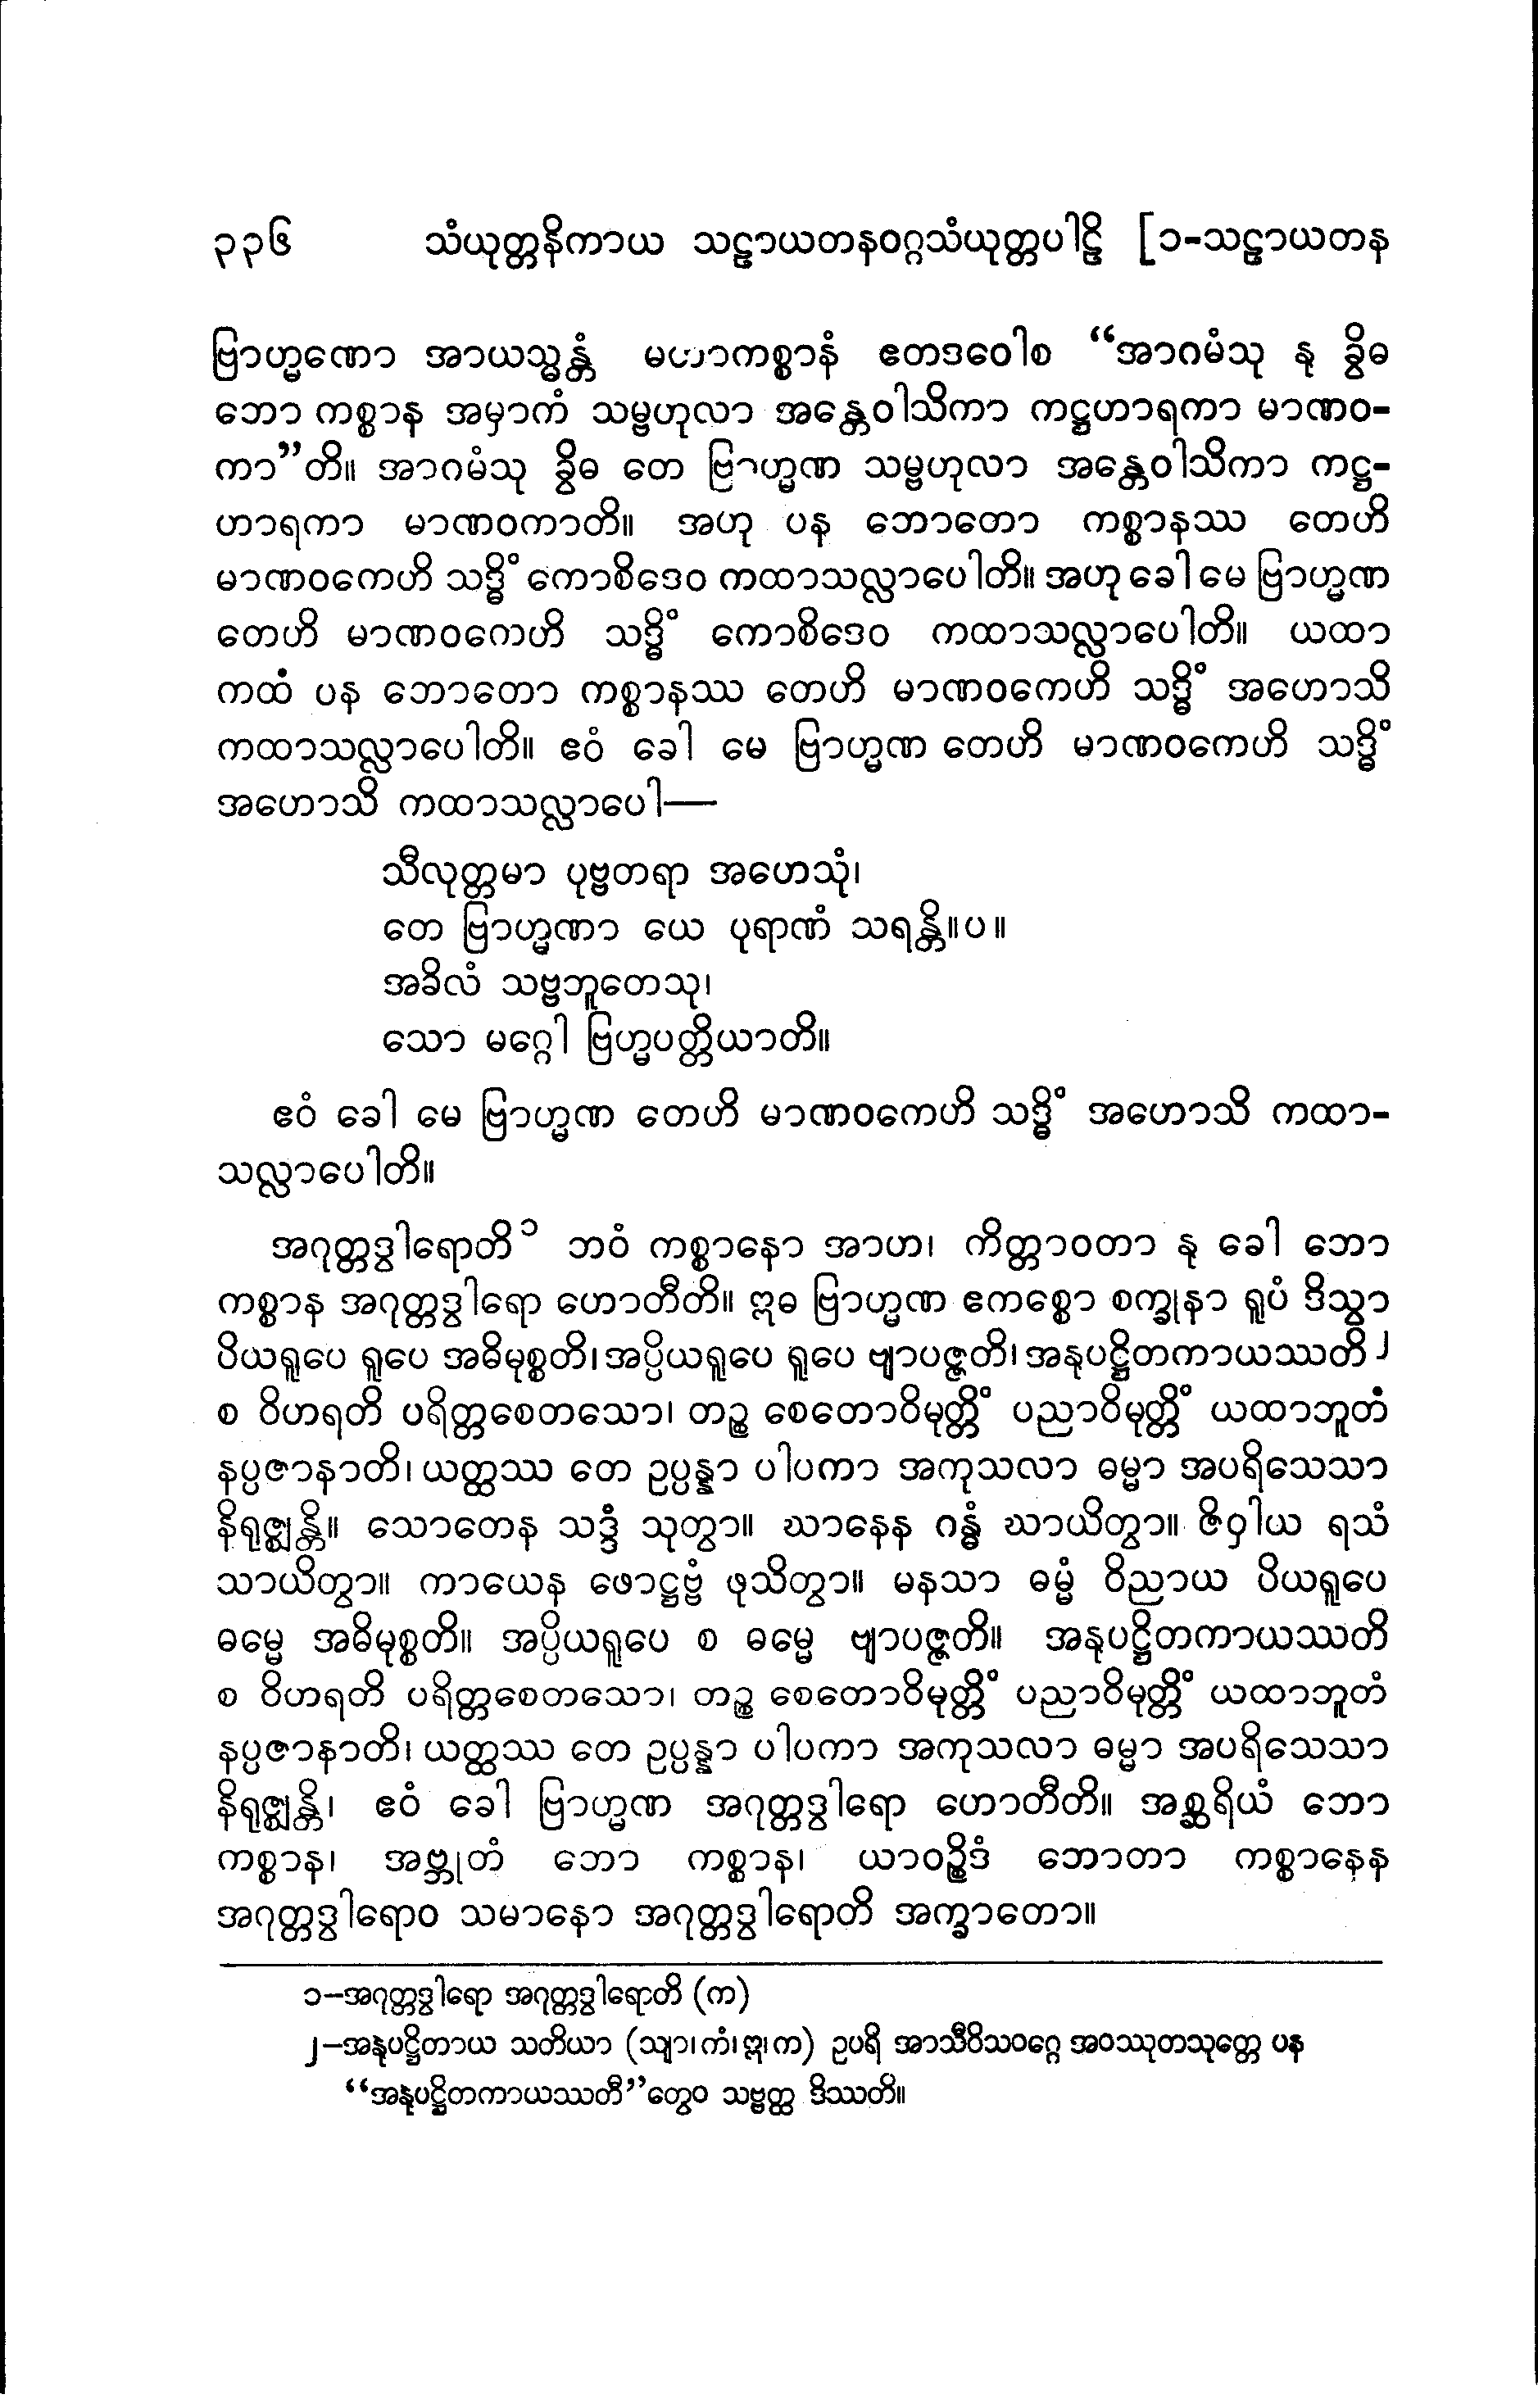 ၃၃၆ သံယုတ္တနိကာယ သဠာယတနဝဂ္ဂသံယုတ္တပါဠိ [၁-သဠာယတန
ဗြာဟ္မဏော အာယသ္မန္တံ မဟာကစ္စာနံ ဧတဒဝေါစ “အာဂမံသု နု ခွိဓ
ဘော ကစ္စာန အမှာကံ သမ္ဗဟုလာ အန္တေဝါသိကာ ကဋ္ဌဟာရကာ မာဏဝ-
ကာ”တိ။ အာဂမံသု ခွိဓ တေ ဗြာဟ္မဏ သမ္ဗဟုလာ အန္တေဝါသိကာ ကဋ္ဌ-
ဟာရကာ မာဏဝကာတိ။ အဟု ပန ဘောတော ကစ္စာနဿ တေဟိ
မာဏဝကေဟိ သဒ္ဓိံ ကောစိဒေဝ ကထာသလ္လာပေါတိ။ အဟု ခေါ မေ ဗြာဟ္မဏ
တေဟိ မာဏဝကေဟိ သဒ္ဓိံ ကောစိဒေဝ ကထာသလ္လာပေါတိ။ ယထာ
ကထံ ပန ဘောတော ကစ္စာနဿ တေဟိ မာဏဝကေဟိ သဒ္ဓိံ အဟောသိ
ကထာသလ္လာပေါတိ။ ဧဝံ ခေါ မေ ဗြာဟ္မဏ တေဟိ မာဏဝကေဟိ သဒ္ဓိံ
အဟောသိ ကထာသလ္လာပေါ—
သီလုတ္တမာ ပုဗ္ဗတရာ အဟေသုံ၊
တေ ဗြာဟ္မဏာ ယေ ပုရာဏံ သရန္တိ။ပ။
အခိလံ သဗ္ဗဘူတေသု၊
သော မဂ္ဂေါ ဗြဟ္မပတ္တိယာတိ။
ဧဝံ ခေါ မေ ဗြာဟ္မဏ တေဟိ မာဏဝကေဟိ သဒ္ဓိံ အဟောသိ ကထာ-
သလ္လာပေါတိ။
အဂုတ္တဒွါရောတိ၁ ဘဝံ ကစ္စာနော အာဟ၊ ကိတ္တာဝတာ နု ခေါ ဘော
ကစ္စာန အဂုတ္တဒွါရော ဟောတီတိ။ ဣဓ ဗြာဟ္မဏ ဧကစ္စော စက္ခုနာ ရူပံ ဒိသွာ
ပိယရူပေ ရူပေ အဓိမုစ္စတိ၊ အပ္ပိယရူပေ ရူပေ ဗျာပဇ္ဇတိ၊ အနုပဋ္ဌိတကာယဿတိ၂
စ ဝိဟရတိ ပရိတ္တစေတသော၊ တဉ္စ စေတောဝိမုတ္တိံ ပညာဝိမုတ္တိံ ယထာဘူတံ
နပ္ပဇာနာတိ၊ ယတ္ထဿ တေ ဥပ္ပန္နာ ပါပကာ အကုသလာ ဓမ္မာ အပရိသေသာ
နိရုဇ္ဈန္တိ။ သောတေန သဒ္ဒံ သုတွာ။ ဃာနေန ဂန္ဓံ ဃာယိတွာ။ ဇိဝှါယ ရသံ
သာယိတွာ။ ကာယေန ဖောဋ္ဌဗ္ဗံ ဖုသိတွာ။ မနသာ ဓမ္မံ ဝိညာယ ပိယရူပေ
ဓမ္မေ အဓိမုစ္စတိ။ အပ္ပိယရူပေ စ ဓမ္မေ ဗျာပဇ္ဇတိ။ အနုပဋ္ဌိတကာယဿတိ
စ ဝိဟရတိ ပရိတ္တစေတသော၊ တဉ္စ စေတောဝိမုတ္တိံ ပညာဝိမုတ္တိံ ယထာဘူတံ
နပ္ပဇာနာတိ၊ ယတ္ထဿ တေ ဥပ္ပန္နာ ပါပကာ အကုသလာ ဓမ္မာ အပရိသေသာ
နိရုဇ္ဈန္တိ၊ ဧဝံ ခေါ ဗြာဟ္မဏ အဂုတ္တဒွါရော ဟောတီတိ။ အစ္ဆရိယံ ဘော
ကစ္စာန၊ အဗ္ဘုတံ ဘော ကစ္စာန၊ ယာဝဉ္စိဒံ ဘောတာ ကစ္စာနေန
အဂုတ္တဒွါရောဝ သမာနော အဂုတ္တဒွါရောတိ အက္ခာတော။
၁−အဂုတ္တဒွါရော အဂုတ္တဒွါရောတိ (က)
၂−အနုပဋ္ဌိတာယ သတိယာ (သျာ၊ကံ၊ဣ၊က) ဥပရိ အာသီဝိသဝဂ္ဂေ အဝဿုတသုတ္တေ ပန
“အနုပဋ္ဌိတကာယဿတီ”တွေဝ သဗ္ဗတ္ထ ဒိဿတိ။